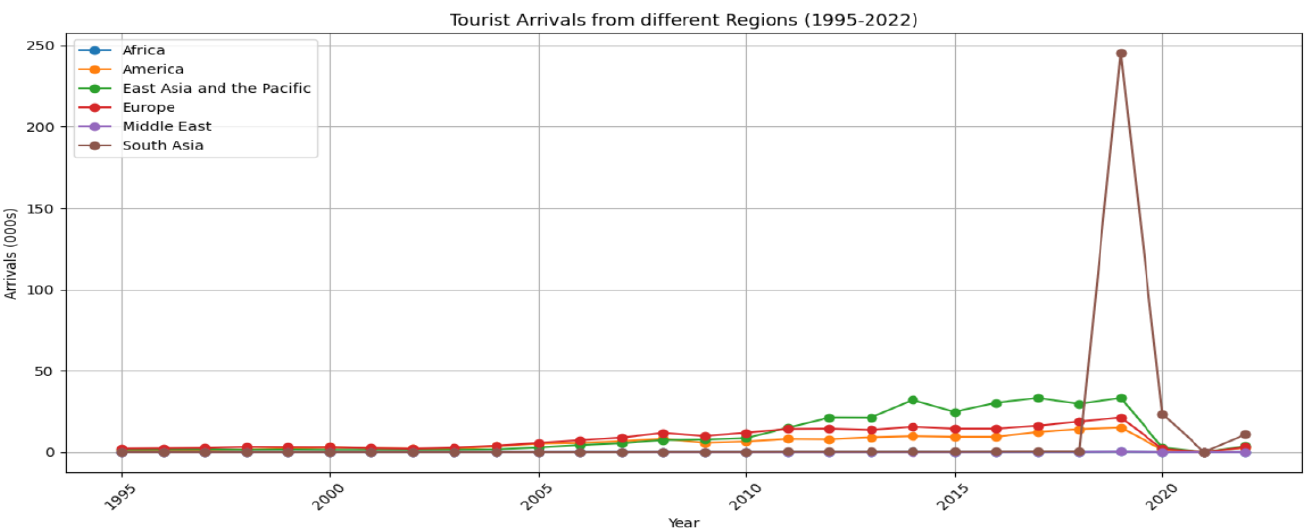 Tourist Arrivals from different Regions (1995-2022)
250
200
150
100
50
0
Arrivals (000s)
Africa
America
East Asia and the Pacific
Europe
Middle East
South Asia
1995
2000
2005
2010
2015
2020
Year